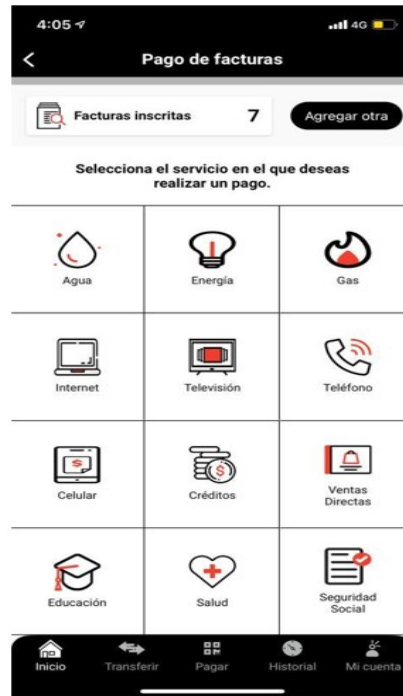 4:05
4G
Pago de facturas
Facturas inscritas 7 Agregar otra
Selecciona el servicio en el que deseas
realizar un pago.
Agua Energía Gas
Internet Televisión Teléfono
Celular Créditos Ventas
Directas
Educación Salud Seguridad
Social
Inicio Transferir Pagar Historial Mi cuenta